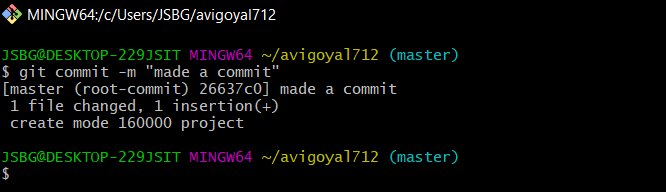 MINGW64:/c/Users/JSBG/avigoyal712
JSBG@DESKTOP-229JSIT MINGW64 ~/avigoyal712 (master)
$ git commit -m "made a commit"
[master (root-commit) 26637c0] made a commit
 1 file changed, 1 insertion(+)
 create mode 160000 project
JSBG@DESKTOP-229JSIT MINGW64 ~/avigoyal712 (master)
$